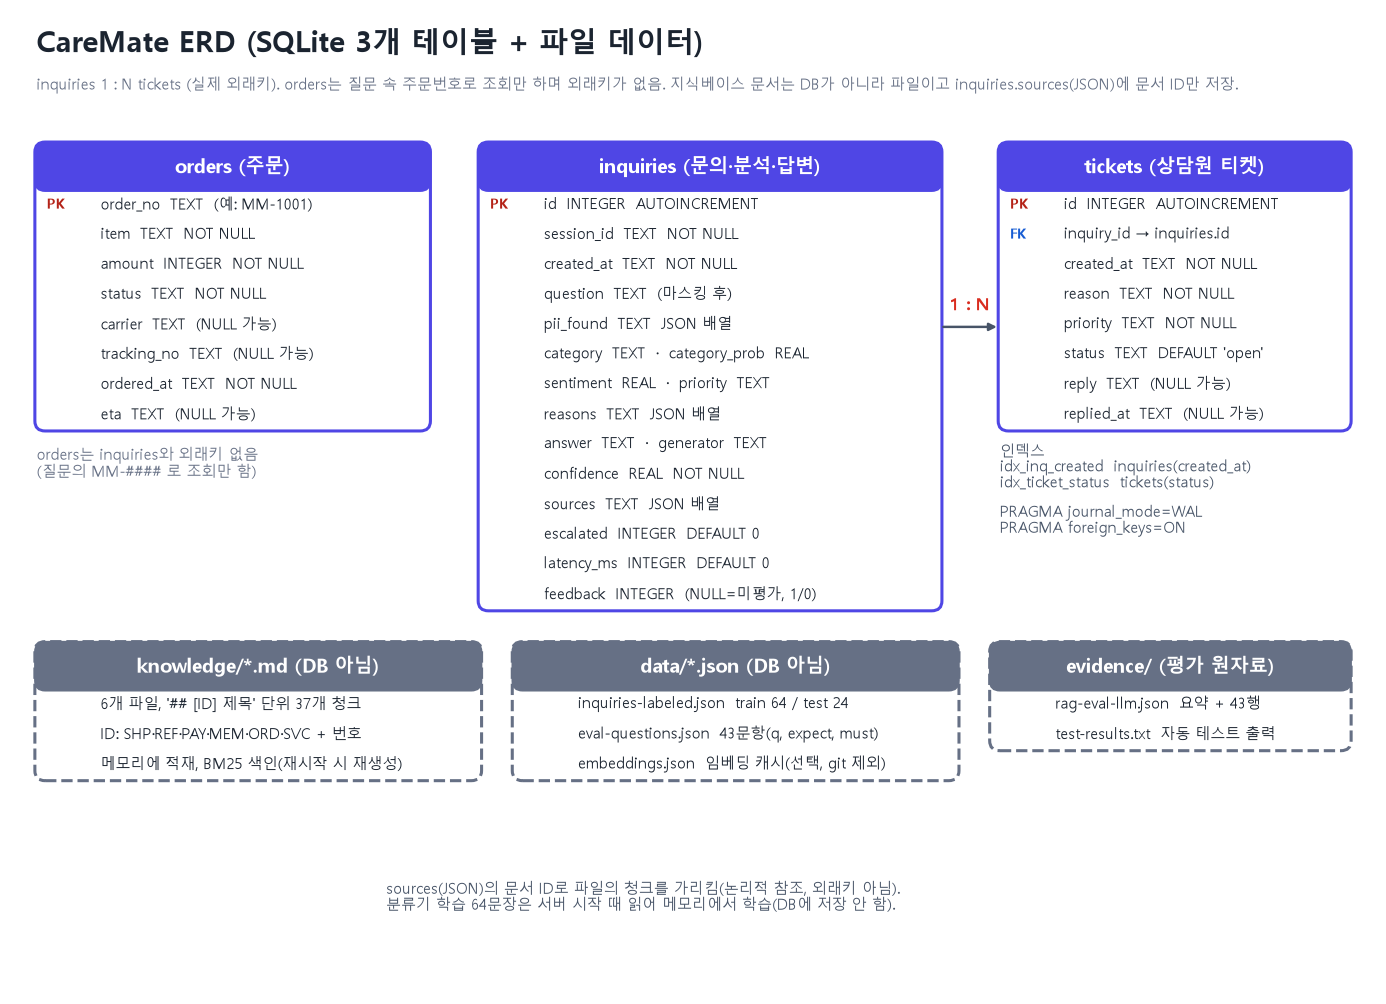 CareMate ERD (SQLite 3개 테이블 + 파일 데이터)
inquiries 1 : N tickets (실제 외래키). orders는 질문 속 주문번호로 조회만 하며 외래키가 없음. 지식베이스 문서는 DB가 아니라 파일이고 inquiries.sources(JSON)에 문서 ID만 저장.
orders (주문)
PK order_no TEXT (예: MM-1001)
item TEXT NOT NULL
amount INTEGER NOT NULL
status TEXT NOT NULL
carrier TEXT (NULL 가능)
tracking_no TEXT (NULL 가능)
ordered_at TEXT NOT NULL
eta TEXT (NULL 가능)
orders는 inquiries와 외래키 없음
(질문의 MM-#### 로 조회만 함)
inquiries (문의·분석·답변)
PK id INTEGER AUTOINCREMENT
session_id TEXT NOT NULL
created_at TEXT NOT NULL
question TEXT (마스킹 후)
pii_found TEXT JSON 배열
category TEXT · category_prob REAL
sentiment REAL · priority TEXT
reasons TEXT JSON 배열
answer TEXT · generator TEXT
confidence REAL NOT NULL
sources TEXT JSON 배열
escalated INTEGER DEFAULT 0
latency_ms INTEGER DEFAULT 0
feedback INTEGER (NULL=미평가, 1/0)
1 : N
tickets (상담원 티켓)
PK id INTEGER AUTOINCREMENT
FK inquiry_id → inquiries.id
created_at TEXT NOT NULL
reason TEXT NOT NULL
priority TEXT NOT NULL
status TEXT DEFAULT 'open'
reply TEXT (NULL 가능)
replied_at TEXT (NULL 가능)
인덱스
idx_inq_created inquiries(created_at)
idx_ticket_status tickets(status)
PRAGMA journal_mode=WAL
PRAGMA foreign_keys=ON
knowledge/*.md (DB 아님)
6개 파일, '## [ID] 제목' 단위 37개 청크
ID: SHP·REF·PAY·MEM·ORD·SVC + 번호
메모리에 적재, BM25 색인(재시작 시 재생성)
data/*.json (DB 아님)
inquiries-labeled.json train 64 / test 24
eval-questions.json 43문항(q, expect, must)
embeddings.json 임베딩 캐시(선택, git 제외)
evidence/ (평가 원자료)
rag-eval-llm.json 요약 + 43행
test-results.txt 자동 테스트 출력
sources(JSON)의 문서 ID로 파일의 청크를 가리킴(논리적 참조, 외래키 아님).
분류기 학습 64문장은 서버 시작 때 읽어 메모리에서 학습(DB에 저장 안 함).